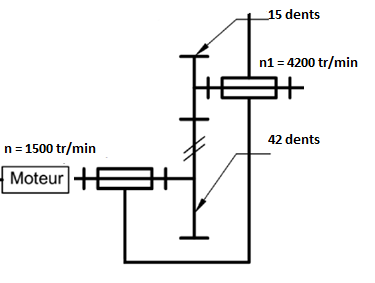 15 dents
n1 = 4200 tr/min
42 dents
n = 1500 tr/min
Moteur